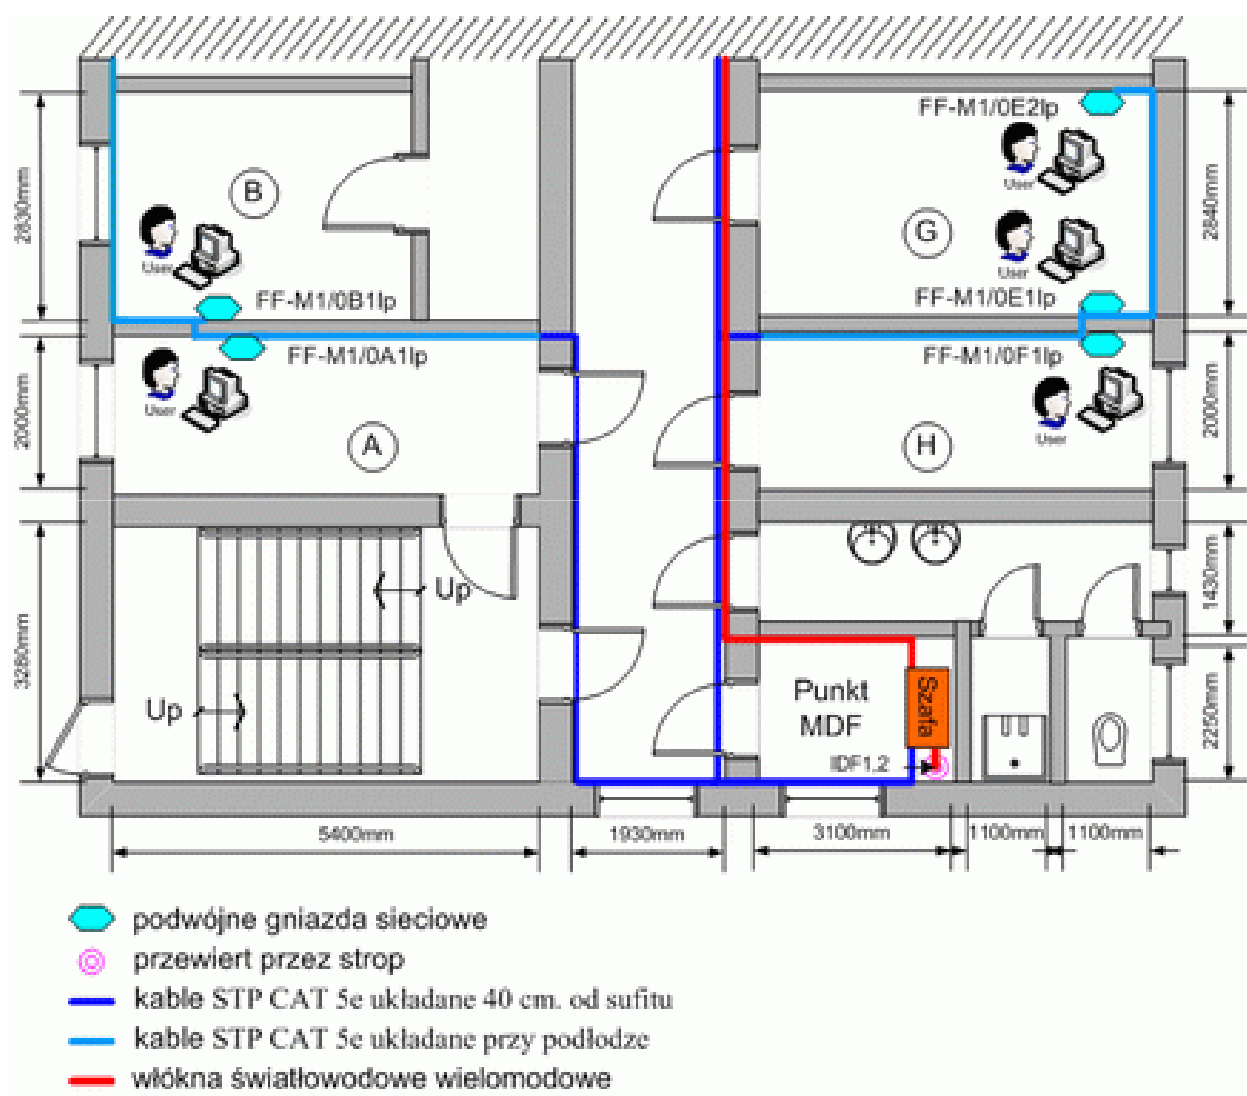 FF-M1/0E2lp
User
2830mm
B
2840mm
G
User
User
FF-M1/0B1lp
FF-M1/0E1lp
FF-M1/0A1lp
FF-M1/0F1lp
User
2000mm
User
2000mm
A
H
Up
1430mm
3280mm
Up
Punkt
MDF
Szafa
2250mm
IDF1,2
5400mm
1930mm
3100mm
1100mm
1100mm
podwójne gniazda sieciowe
przewiert przez strop
kable STP CAT 5e układane 40 cm. od sufitu
kable STP CAT 5e układane przy podłodze
włókna światłowodowe wielomodowe